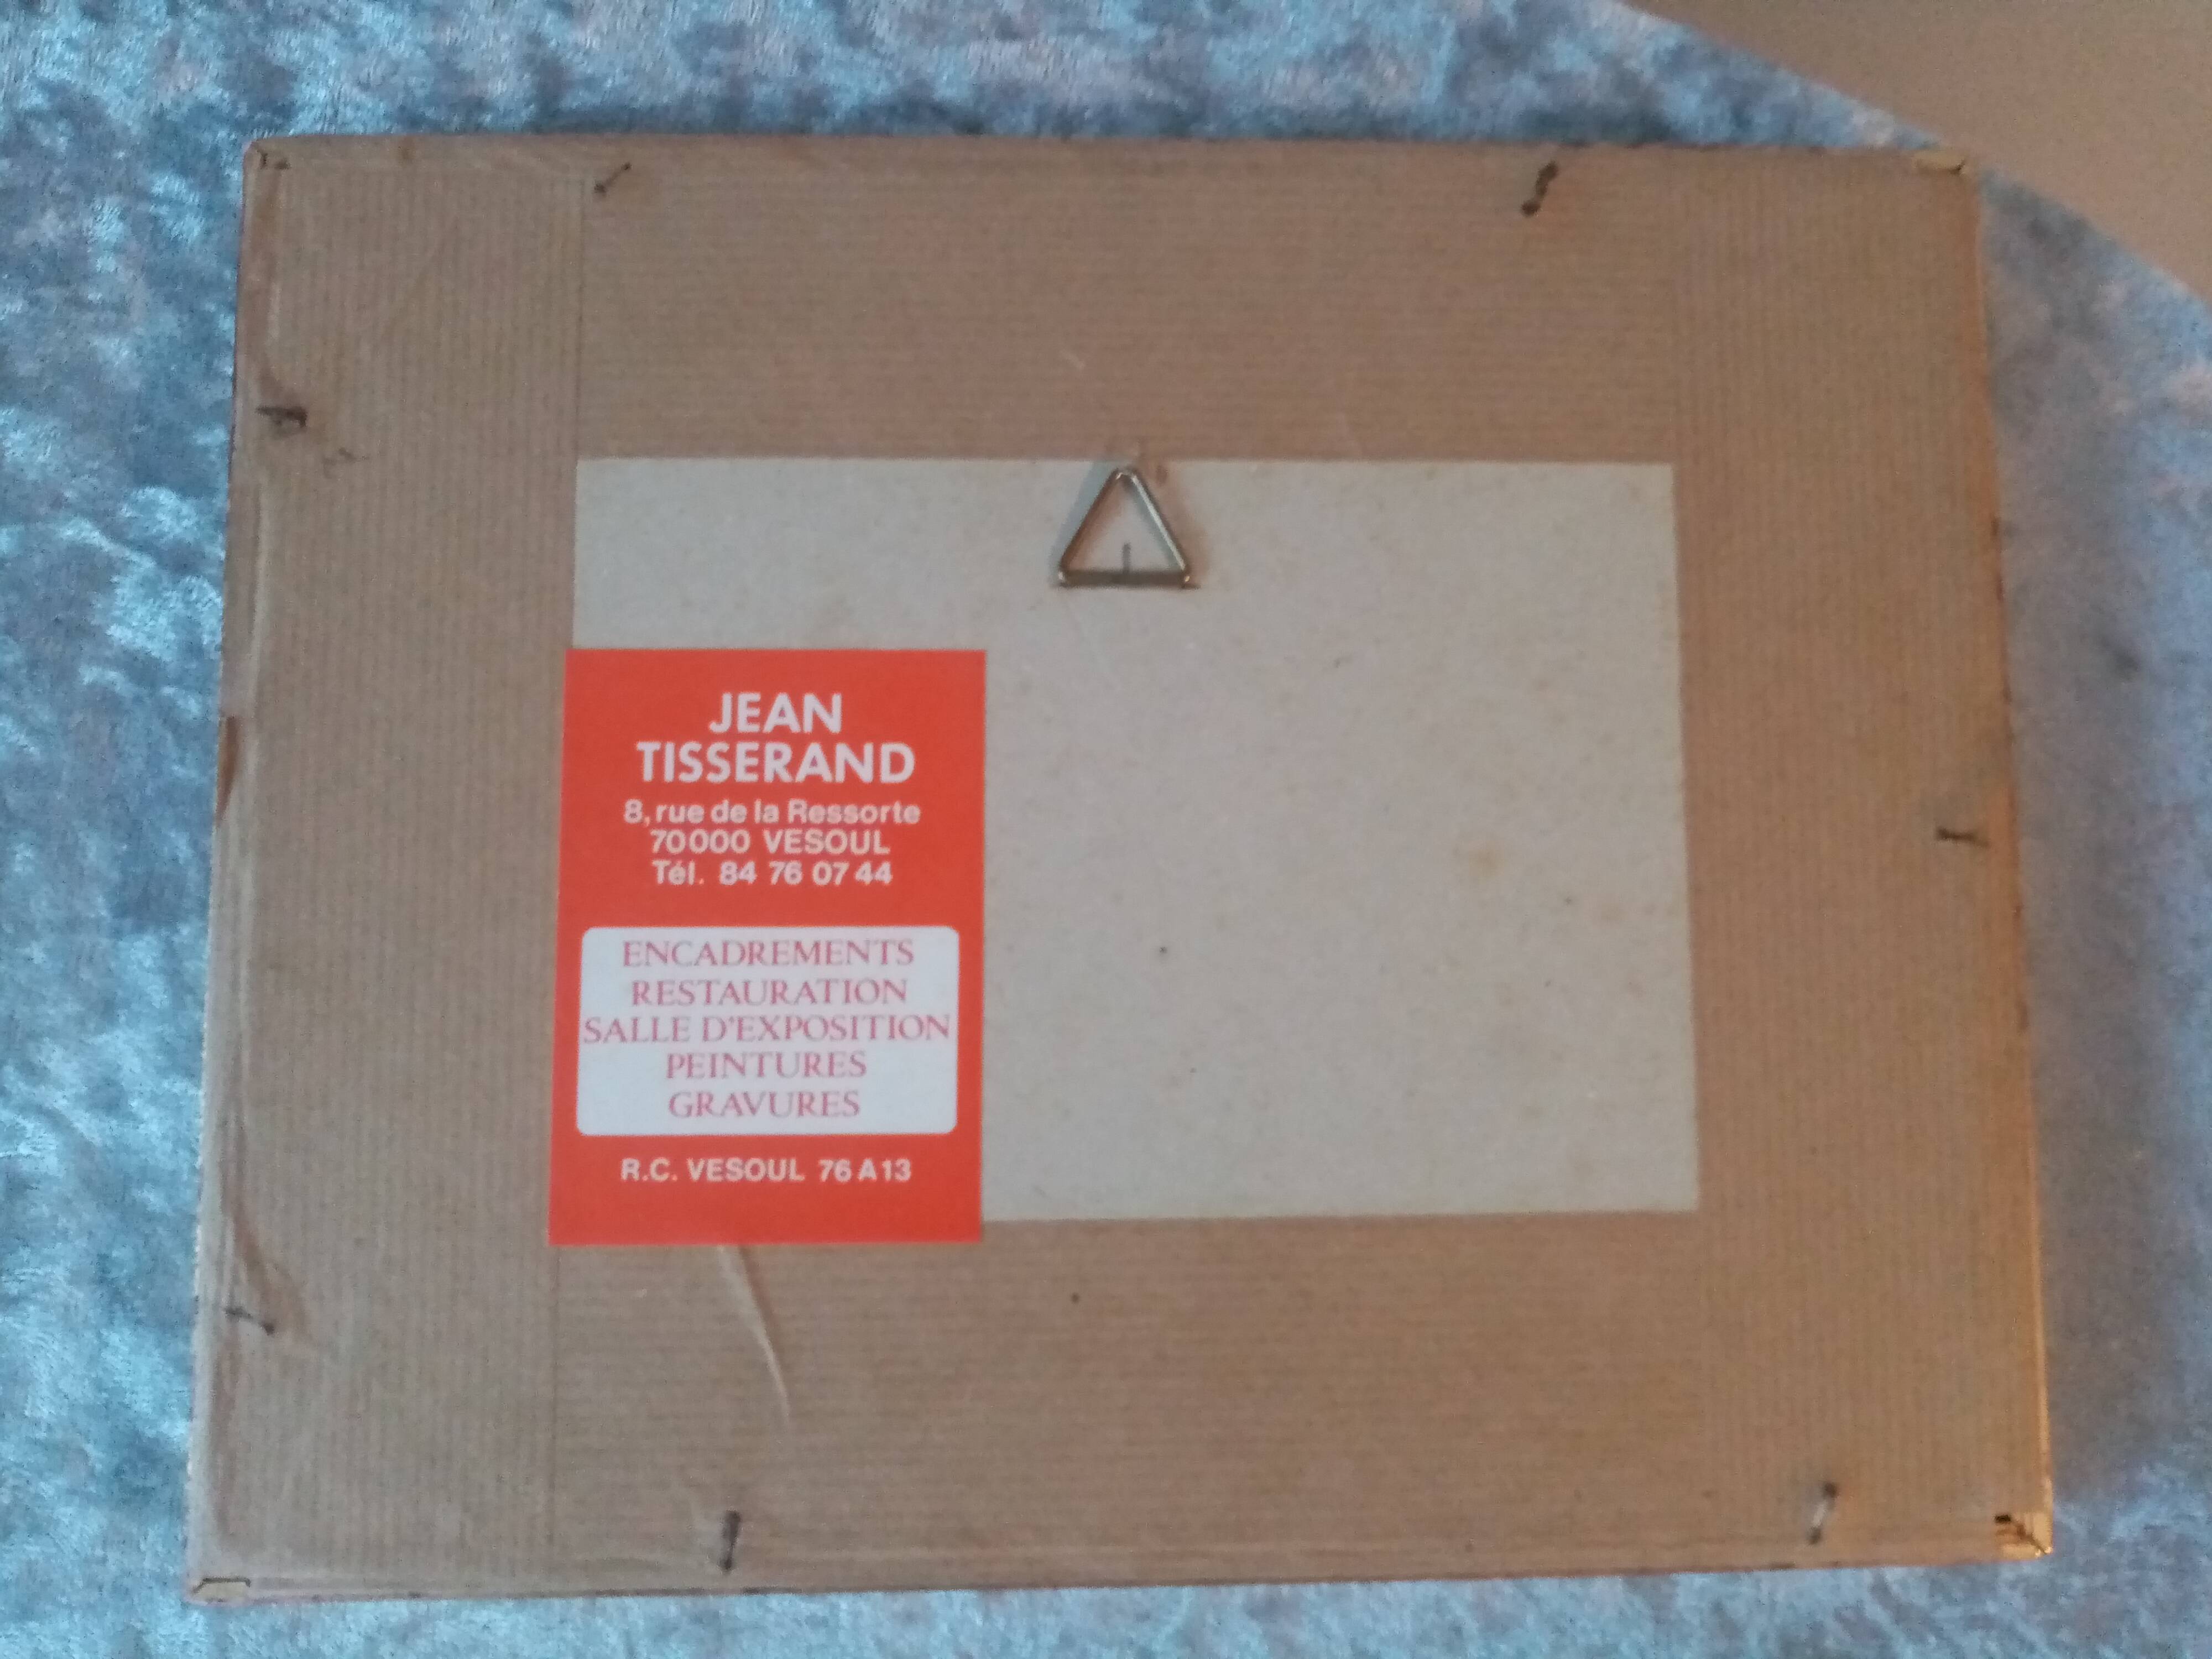 JEAN
TISSERAND
8, rue de la Ressorte
70000 VESOUL
Tél. 84 76 07 44
ENCADREMENTS
RESTAURATION
SALLE D'EXPOSITION
PEINTURES
GRAVURES
R.C. VESOUL 76 A 13